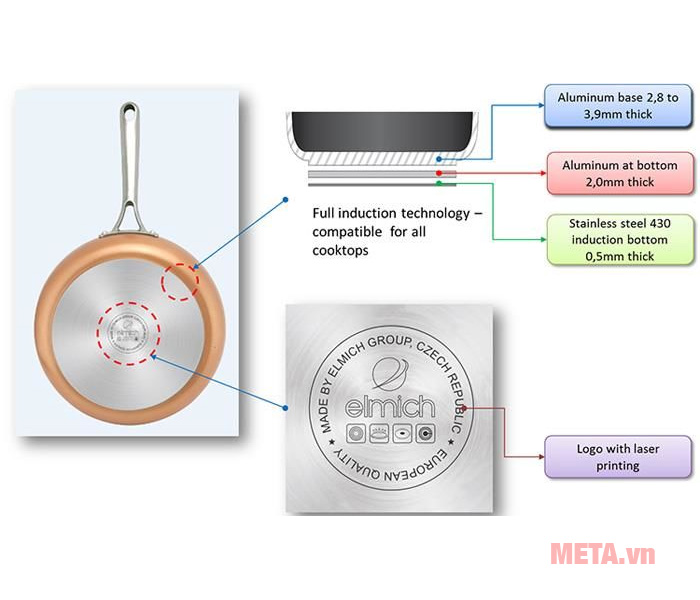 Aluminum base 2,8 to
3,9mm thick
Aluminum at bottom
2,0mm thick
Full induction technology –
compatible for all
cooktops
Stainless steel 430
induction bottom
0,5mm thick
MADE BY ELMICH GROUP, CZECH REPUBLIC
elmich
★ EUROPEAN QUALITY ★
Logo with laser
printing
META.vn